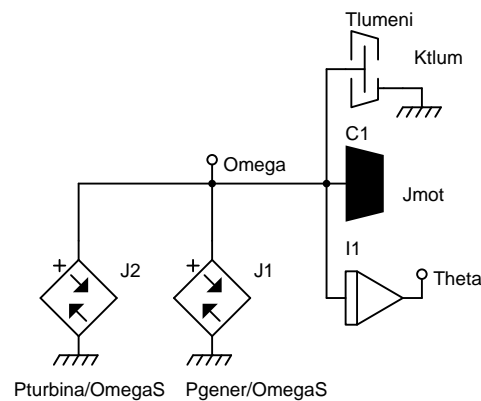 Tlumeni
Ktlum
C1
Omega
Jmot
I1
+ J2
+ J1
Theta
Pturbina/OmegaS
Pgener/OmegaS